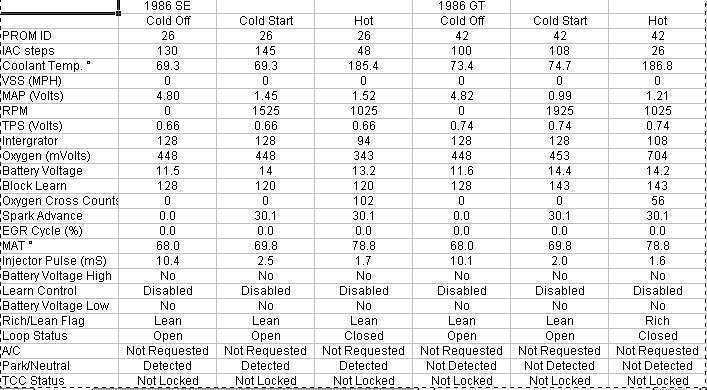 1986 SE 1986 GT
Cold Off Cold Start Hot Cold Off Cold Start Hot
PROM ID 26 26 26 42 42 42
IAC steps 130 145 48 100 108 26
Coolant Temp. ° 69.3 69.3 185.4 73.4 74.7 186.8
VSS (MPH) 0 0 0 0 0 0
MAP (Volts) 4.80 1.45 1.52 4.82 0.99 1.21
RPM 0 1525 1025 0 1925 1025
TPS (Volts) 0.66 0.66 0.66 0.74 0.74 0.74
Intergrator 128 128 94 128 128 108
Oxygen (mVolts) 448 448 343 448 453 704
Battery Voltage 11.5 14 13.2 11.6 14.4 14.2
Block Learn 128 120 120 128 143 143
Oxygen Cross Counts 0 0 102 0 0 56
Spark Advance 0.0 30.1 30.1 0.0 30.1 30.1
EGR Cycle (%) 0.0 0.0 0.0 0.0 0.0 0.0
MAT ° 68.0 69.8 78.8 68.0 69.8 78.8
Injector Pulse (mS) 10.4 2.5 1.7 10.1 2.0 1.6
Battery Voltage High No No No No No No
Learn Control Disabled Disabled Disabled Disabled Disabled Disabled
Battery Voltage Low No No No No No No
Rich/Lean Flag Lean Lean Lean Lean Lean Rich
Loop Status Open Open Closed Open Open Closed
A/C Not Requested Not Requested Not Requested Not Requested Not Requested Not Requested
Park/Neutral Detected Detected Detected Not Detected Not Detected Not Detected
TCC Status Not Locked Not Locked Not Locked Not Locked Not Locked Not Locked